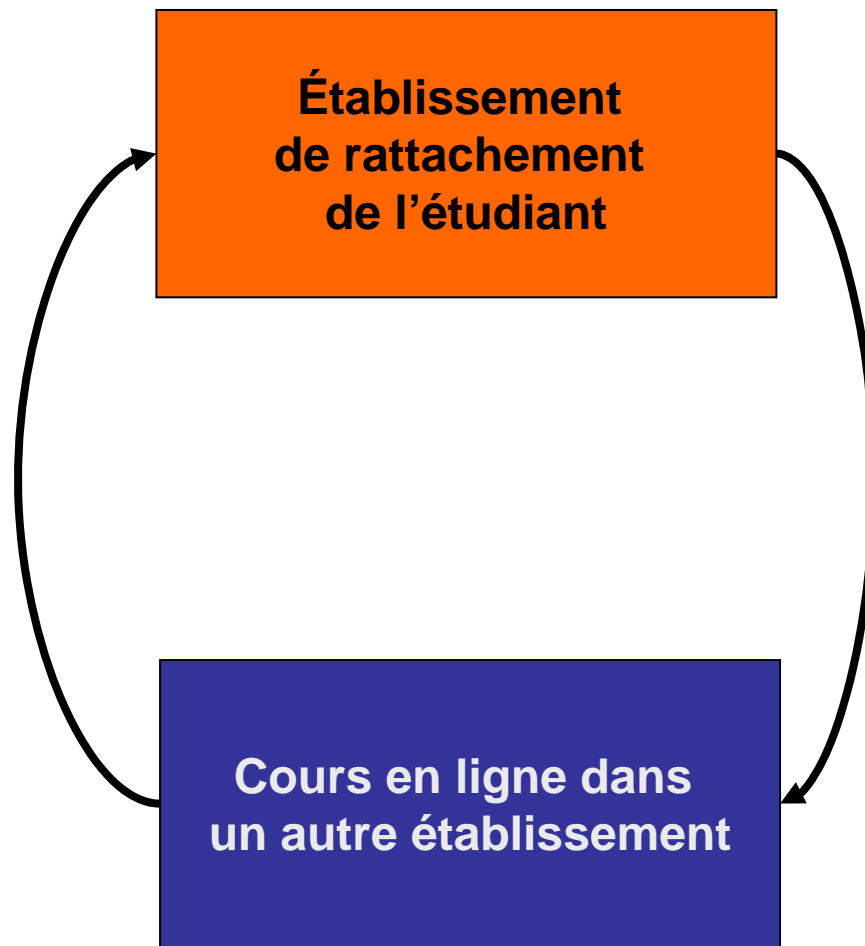 Établissement
de rattachement
de l’étudiant
Cours en ligne dans
un autre établissement